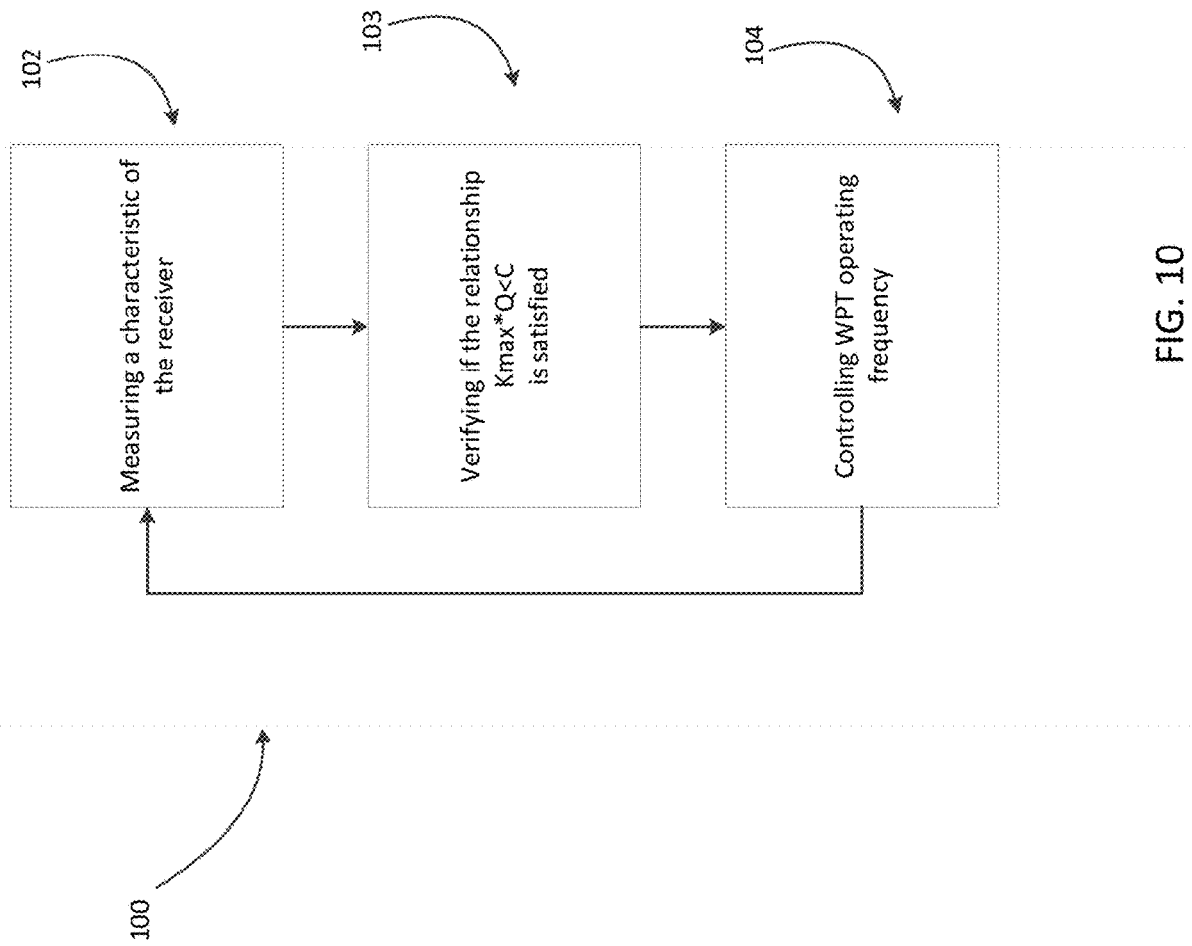 100
102
Measuring a characteristic of
the receiver
103
Verifying if the relationship
Kmax*Q<C
is satisfied
104
Controlling WPT operating
frequency
FIG. 10